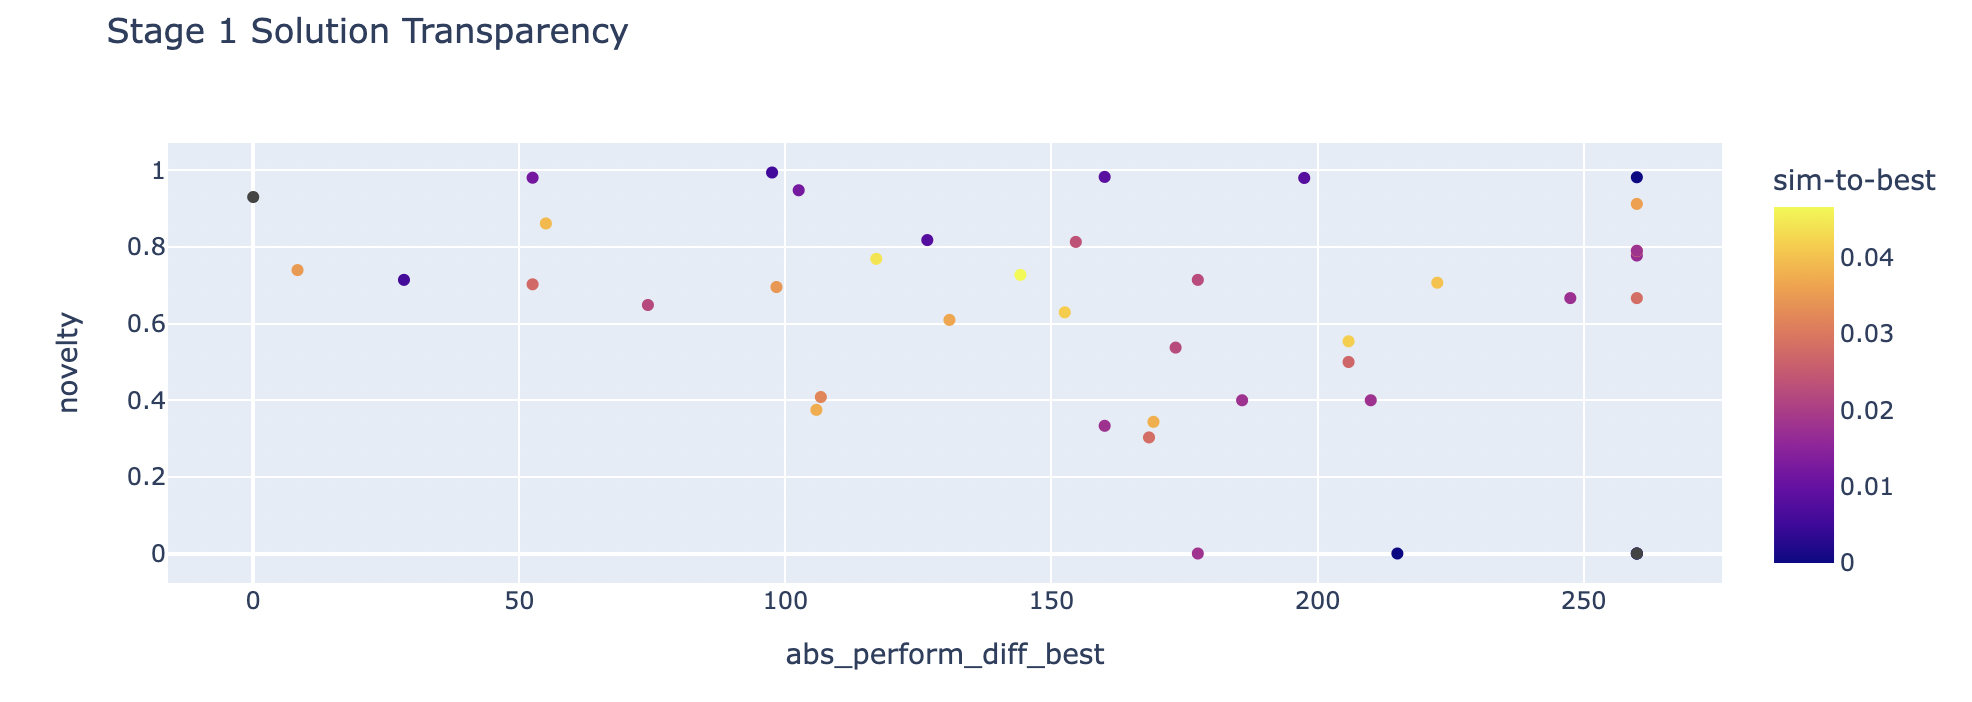 Stage 1 Solution Transparency
sim-to-best
1
0.8
0.6
0.4
0.2
0
novelty
0.04
0.03
0.02
0.01
0
0 50 100 150 200 250
abs_perform_diff_best